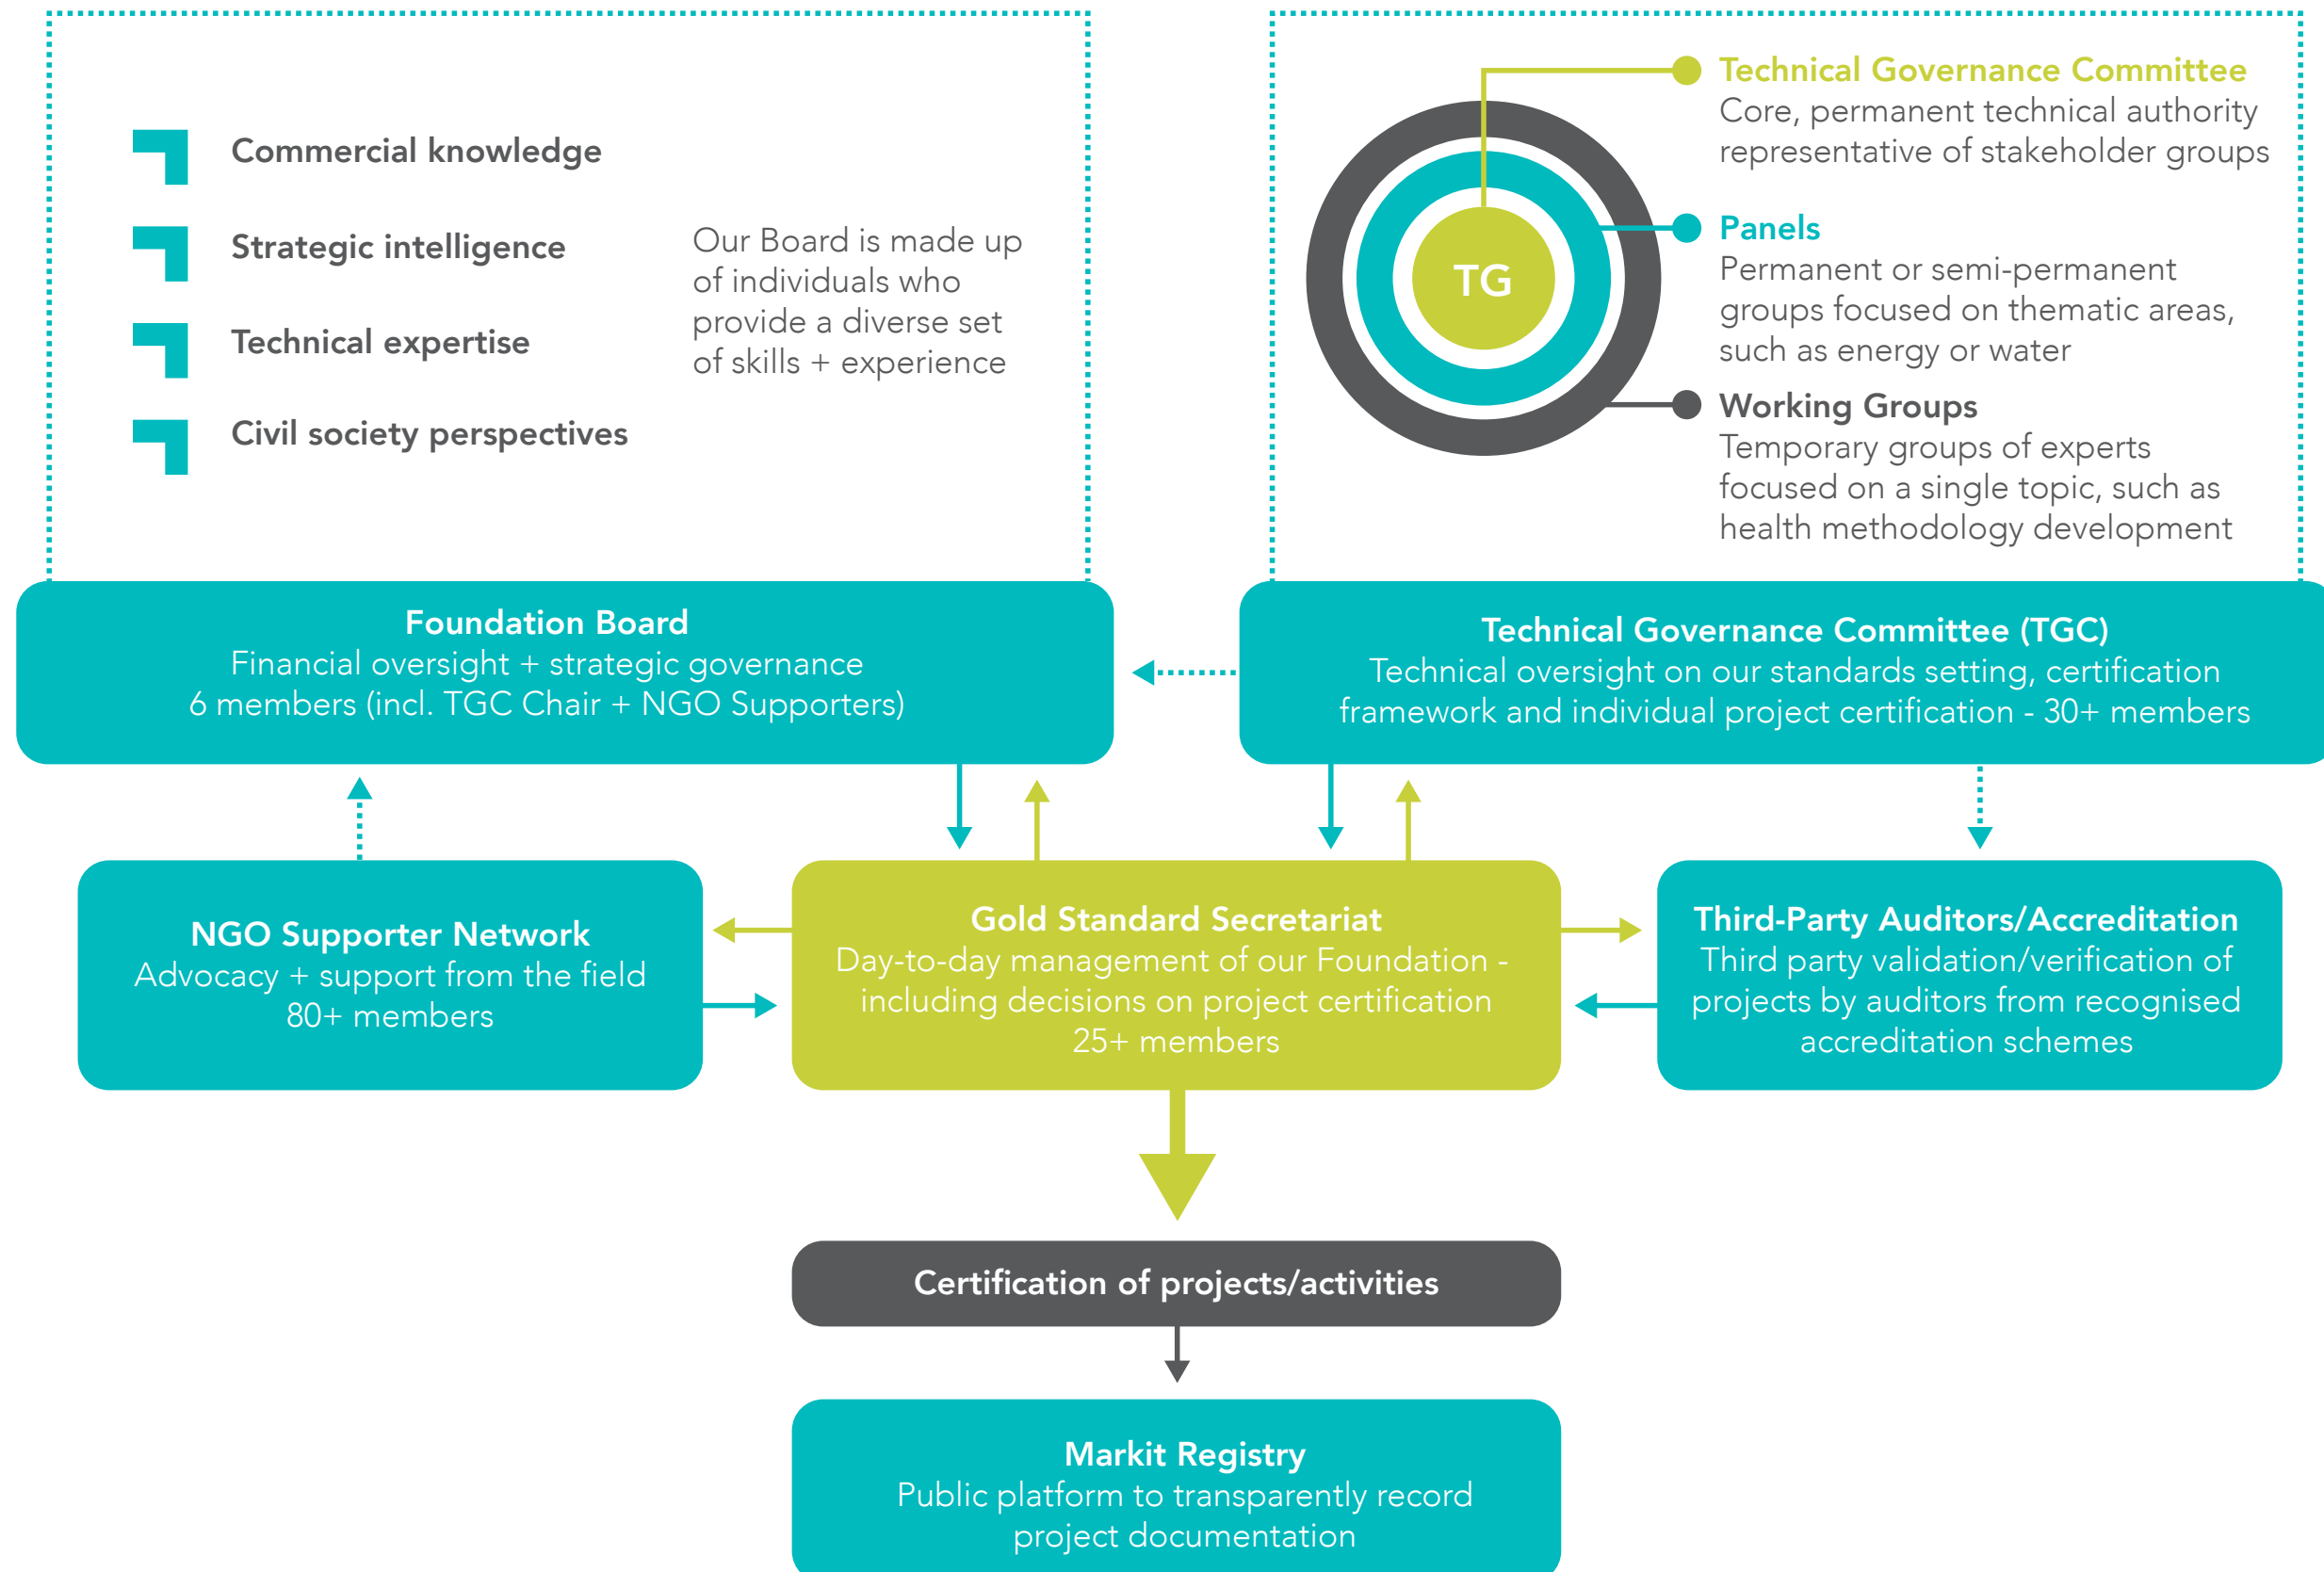 Commercial knowledge
Strategic intelligence
Technical expertise
Civil society perspectives
Our Board is made up
of individuals who
provide a diverse set
of skills + experience
TG
Technical Governance Committee
Core, permanent technical authority
representative of stakeholder groups
Panels
Permanent or semi-permanent
groups focused on thematic areas,
such as energy or water
Working Groups
Temporary groups of experts
focused on a single topic, such as
health methodology development
Foundation Board
Financial oversight + strategic governance
6 members (incl. TGC Chair + NGO Supporters)
Technical Governance Committee (TGC)
Technical oversight on our standards setting, certification
framework and individual project certification - 30+ members
NGO Supporter Network
Advocacy + support from the field
80+ members
Gold Standard Secretariat
Day-to-day management of our Foundation -
including decisions on project certification
25+ members
Third-Party Auditors/Accreditation
Third party validation/verification of
projects by auditors from recognised
accreditation schemes
Certification of projects/activities
Markit Registry
Public platform to transparently record
project documentation